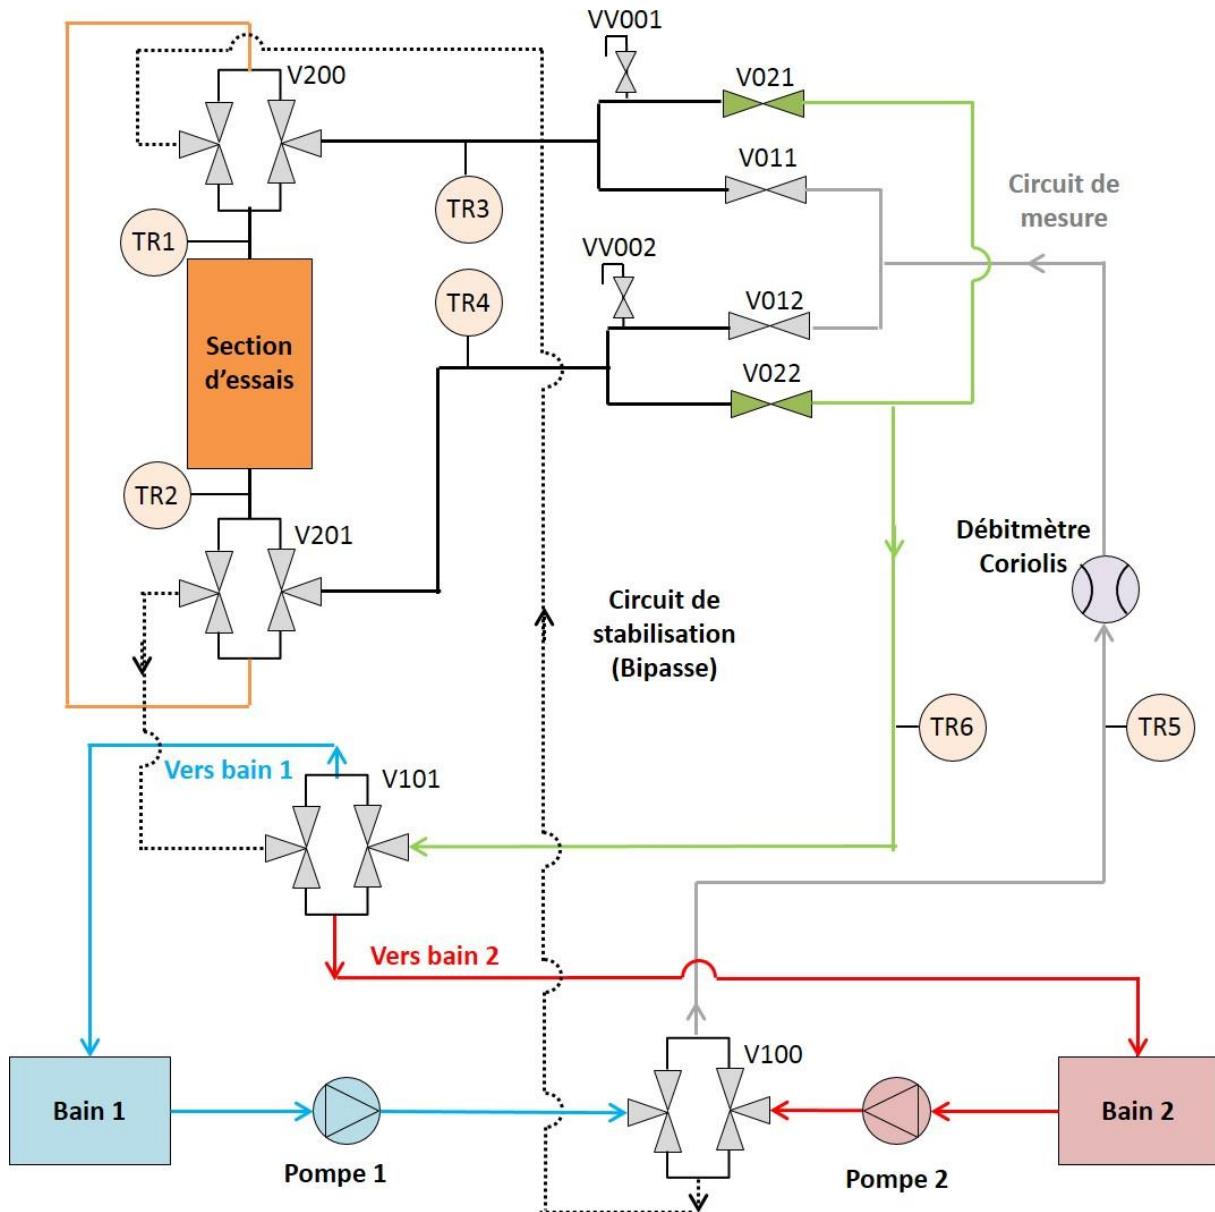 VV001
V200
V021
V011
Circuit de
mesure
TR3
TR1
VV002
TR4
V012
Section
d'essais
V022
TR2
V201
Débitmètre
Coriolis
Circuit de
stabilisation
(Bipasse)
TR6
TR5
Vers bain 1
V101
Vers bain 2
V100
Bain 1
Bain 2
Pompe 1
Pompe 2